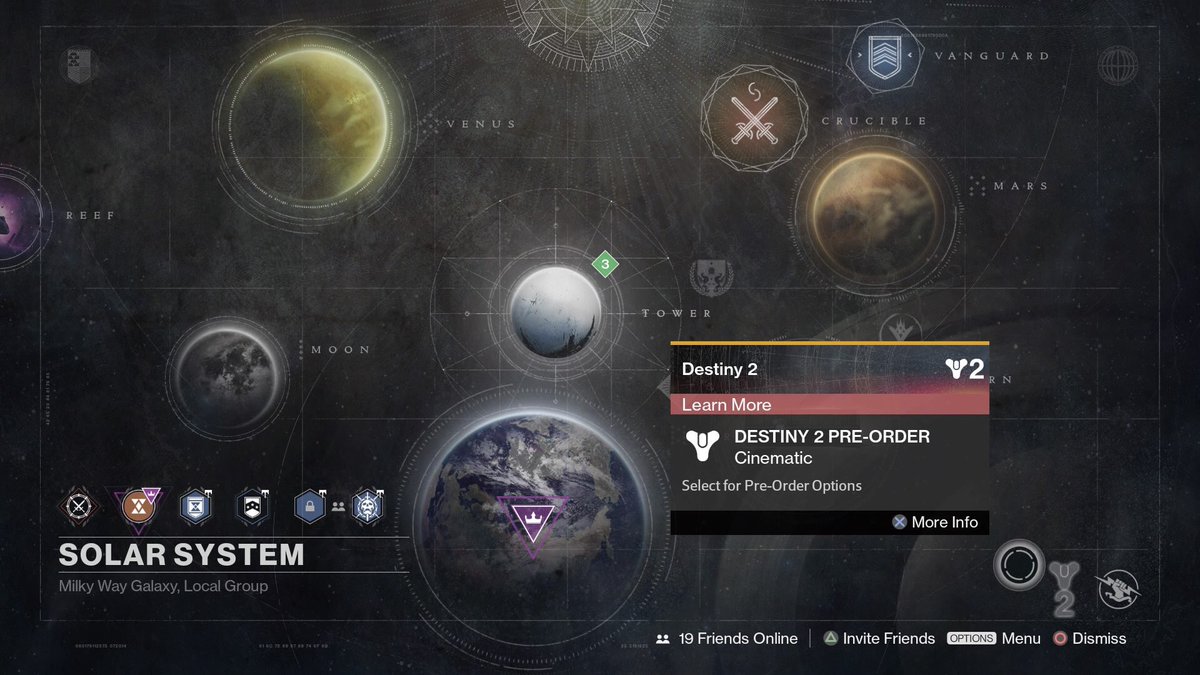 VANGUARD
VENUS
CRUCIBLE
MARS
REEF
3
TOWER
MOON
Destiny 2
2
RN
Learn More
DESTINY 2 PRE-ORDER
Cinematic
Select for Pre-Order Options
More Info
SOLAR SYSTEM
Milky Way Galaxy, Local Group
2
19 Friends Online
Invite Friends
OPTIONS
Menu
Dismiss